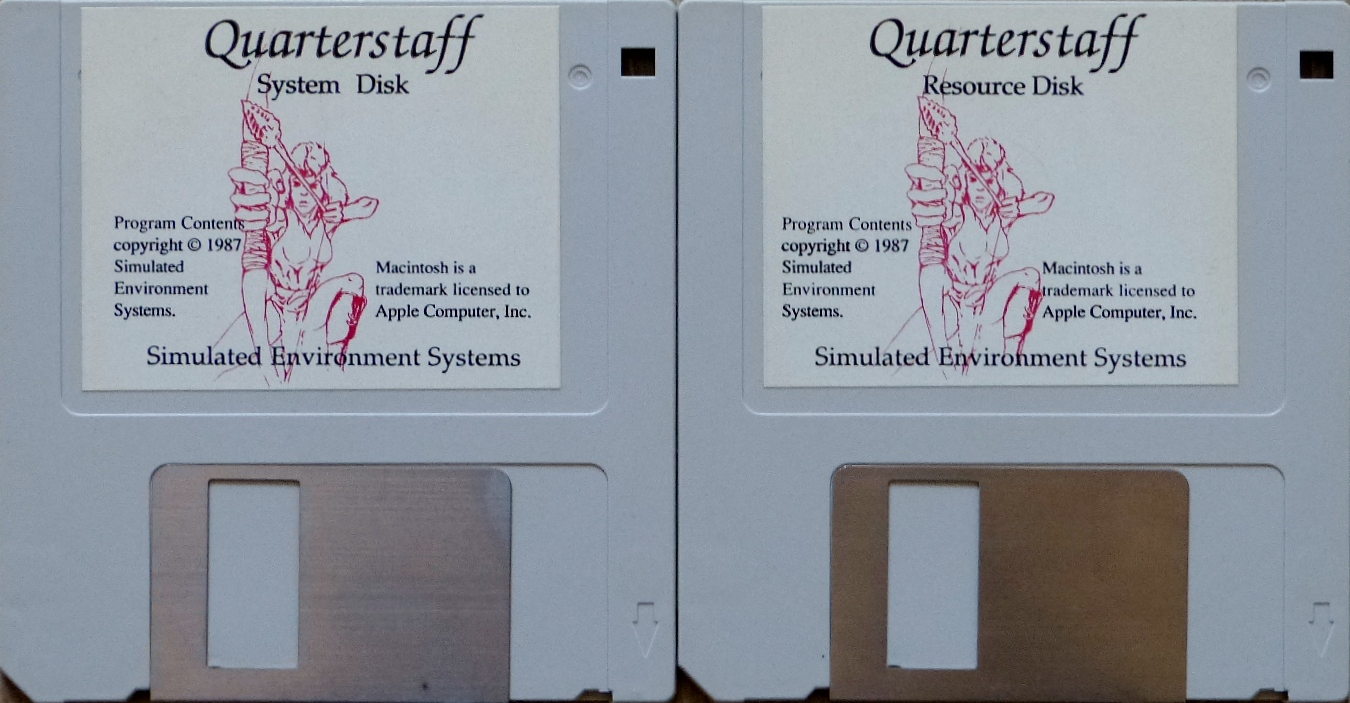 Quarterstaff
System Disk
Program Contents
copyright © 1987
Simulated
Environment
Systems.
Macintosh is a
trademark licensed to
Apple Computer, Inc.
Simulated Environment Systems
Quarterstaff
Resource Disk
Program Contents
copyright © 1987
Simulated
Environment
Systems.
Macintosh is a
trademark licensed to
Apple Computer, Inc.
Simulated Environment Systems